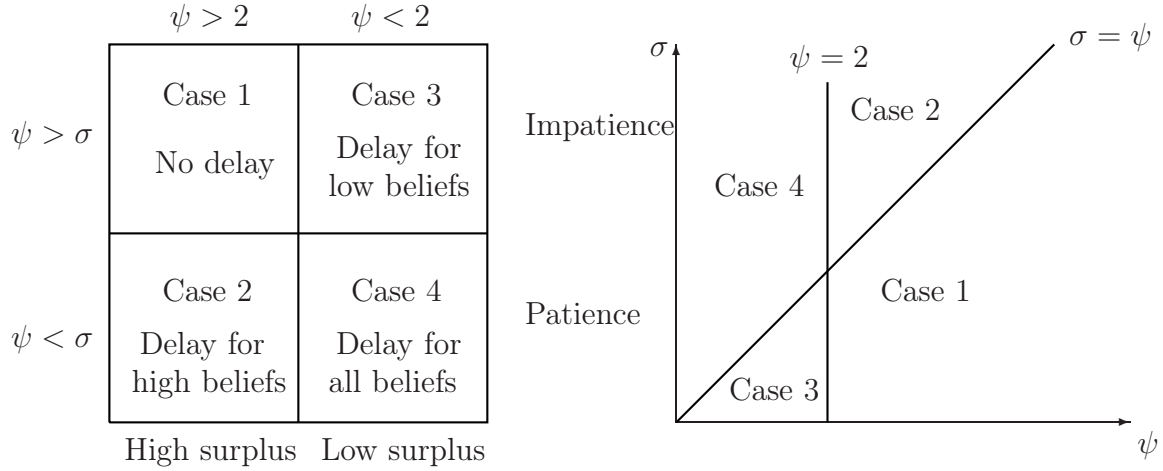 ψ > 2
ψ < 2
ψ > σ
Case 1
No delay
Case 3
Delay for
low beliefs
ψ < σ
Case 2
Delay for
high beliefs
Case 4
Delay for
all beliefs
High surplus
Low surplus
σ
ψ = 2
σ = ψ
Impatience
Case 2
Case 4
Patience
Case 1
Case 3
ψ